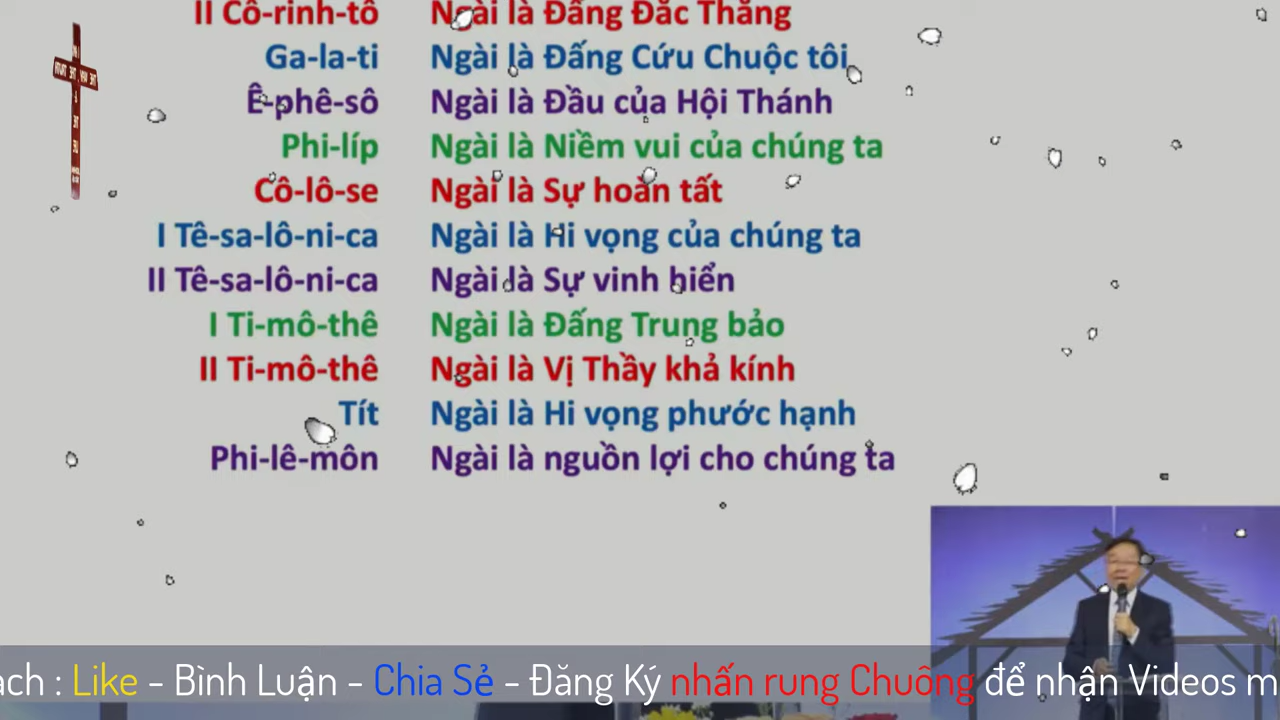 II Cô-rinh-tô Ngài là Đấng Đắc Thắng
Ga-la-ti Ngài là Đấng Cứu Chuộc tôi
Ê-phê-sô Ngài là Đầu của Hội Thánh
Phi-líp Ngài là Niềm vui của chúng ta
Cô-lô-se Ngài là Sự hoàn tất
I Tê-sa-lô-ni-ca Ngài là Hi vọng của chúng ta
II Tê-sa-lô-ni-ca Ngài là Sự vinh hiển
I Ti-mô-thê Ngài là Đấng Trung bảo
II Ti-mô-thê Ngài là Vị Thầy khả kính
Tít Ngài là Hi vọng phước hạnh
Phi-lê-môn Ngài là nguồn lợi cho chúng ta
ach : Like - Bình Luận - Chia Sẻ - Đăng Ký nhấn rung Chuông để nhận Videos m